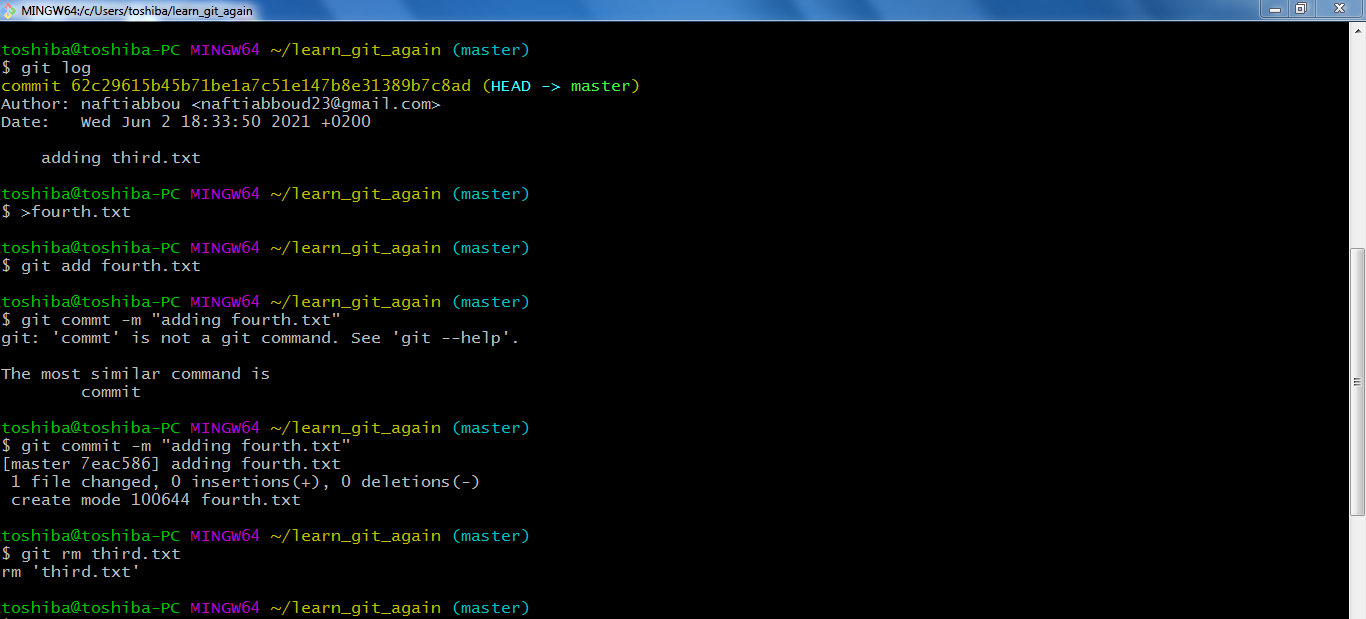 MINGW64:/c/Users/toshiba/learn_git_again
toshiba@toshiba-PC MINGW64 ~/learn_git_again (master)
$ git log
commit 62c29615b45b71be1a7c51e147b8e31389b7c8ad (HEAD -> master)
Author: naftiabbou <naftiabboud23@gmail.com>
Date:   Wed Jun 2 18:33:50 2021 +0200
    adding third.txt
toshiba@toshiba-PC MINGW64 ~/learn_git_again (master)
$ >fourth.txt
toshiba@toshiba-PC MINGW64 ~/learn_git_again (master)
$ git add fourth.txt
toshiba@toshiba-PC MINGW64 ~/learn_git_again (master)
$ git commt -m "adding fourth.txt"
git: 'commt' is not a git command. See 'git --help'.
The most similar command is
        commit
toshiba@toshiba-PC MINGW64 ~/learn_git_again (master)
$ git commit -m "adding fourth.txt"
[master 7eac586] adding fourth.txt
 1 file changed, 0 insertions(+), 0 deletions(-)
 create mode 100644 fourth.txt
toshiba@toshiba-PC MINGW64 ~/learn_git_again (master)
$ git rm third.txt
rm 'third.txt'
toshiba@toshiba-PC MINGW64 ~/learn_git_again (master)